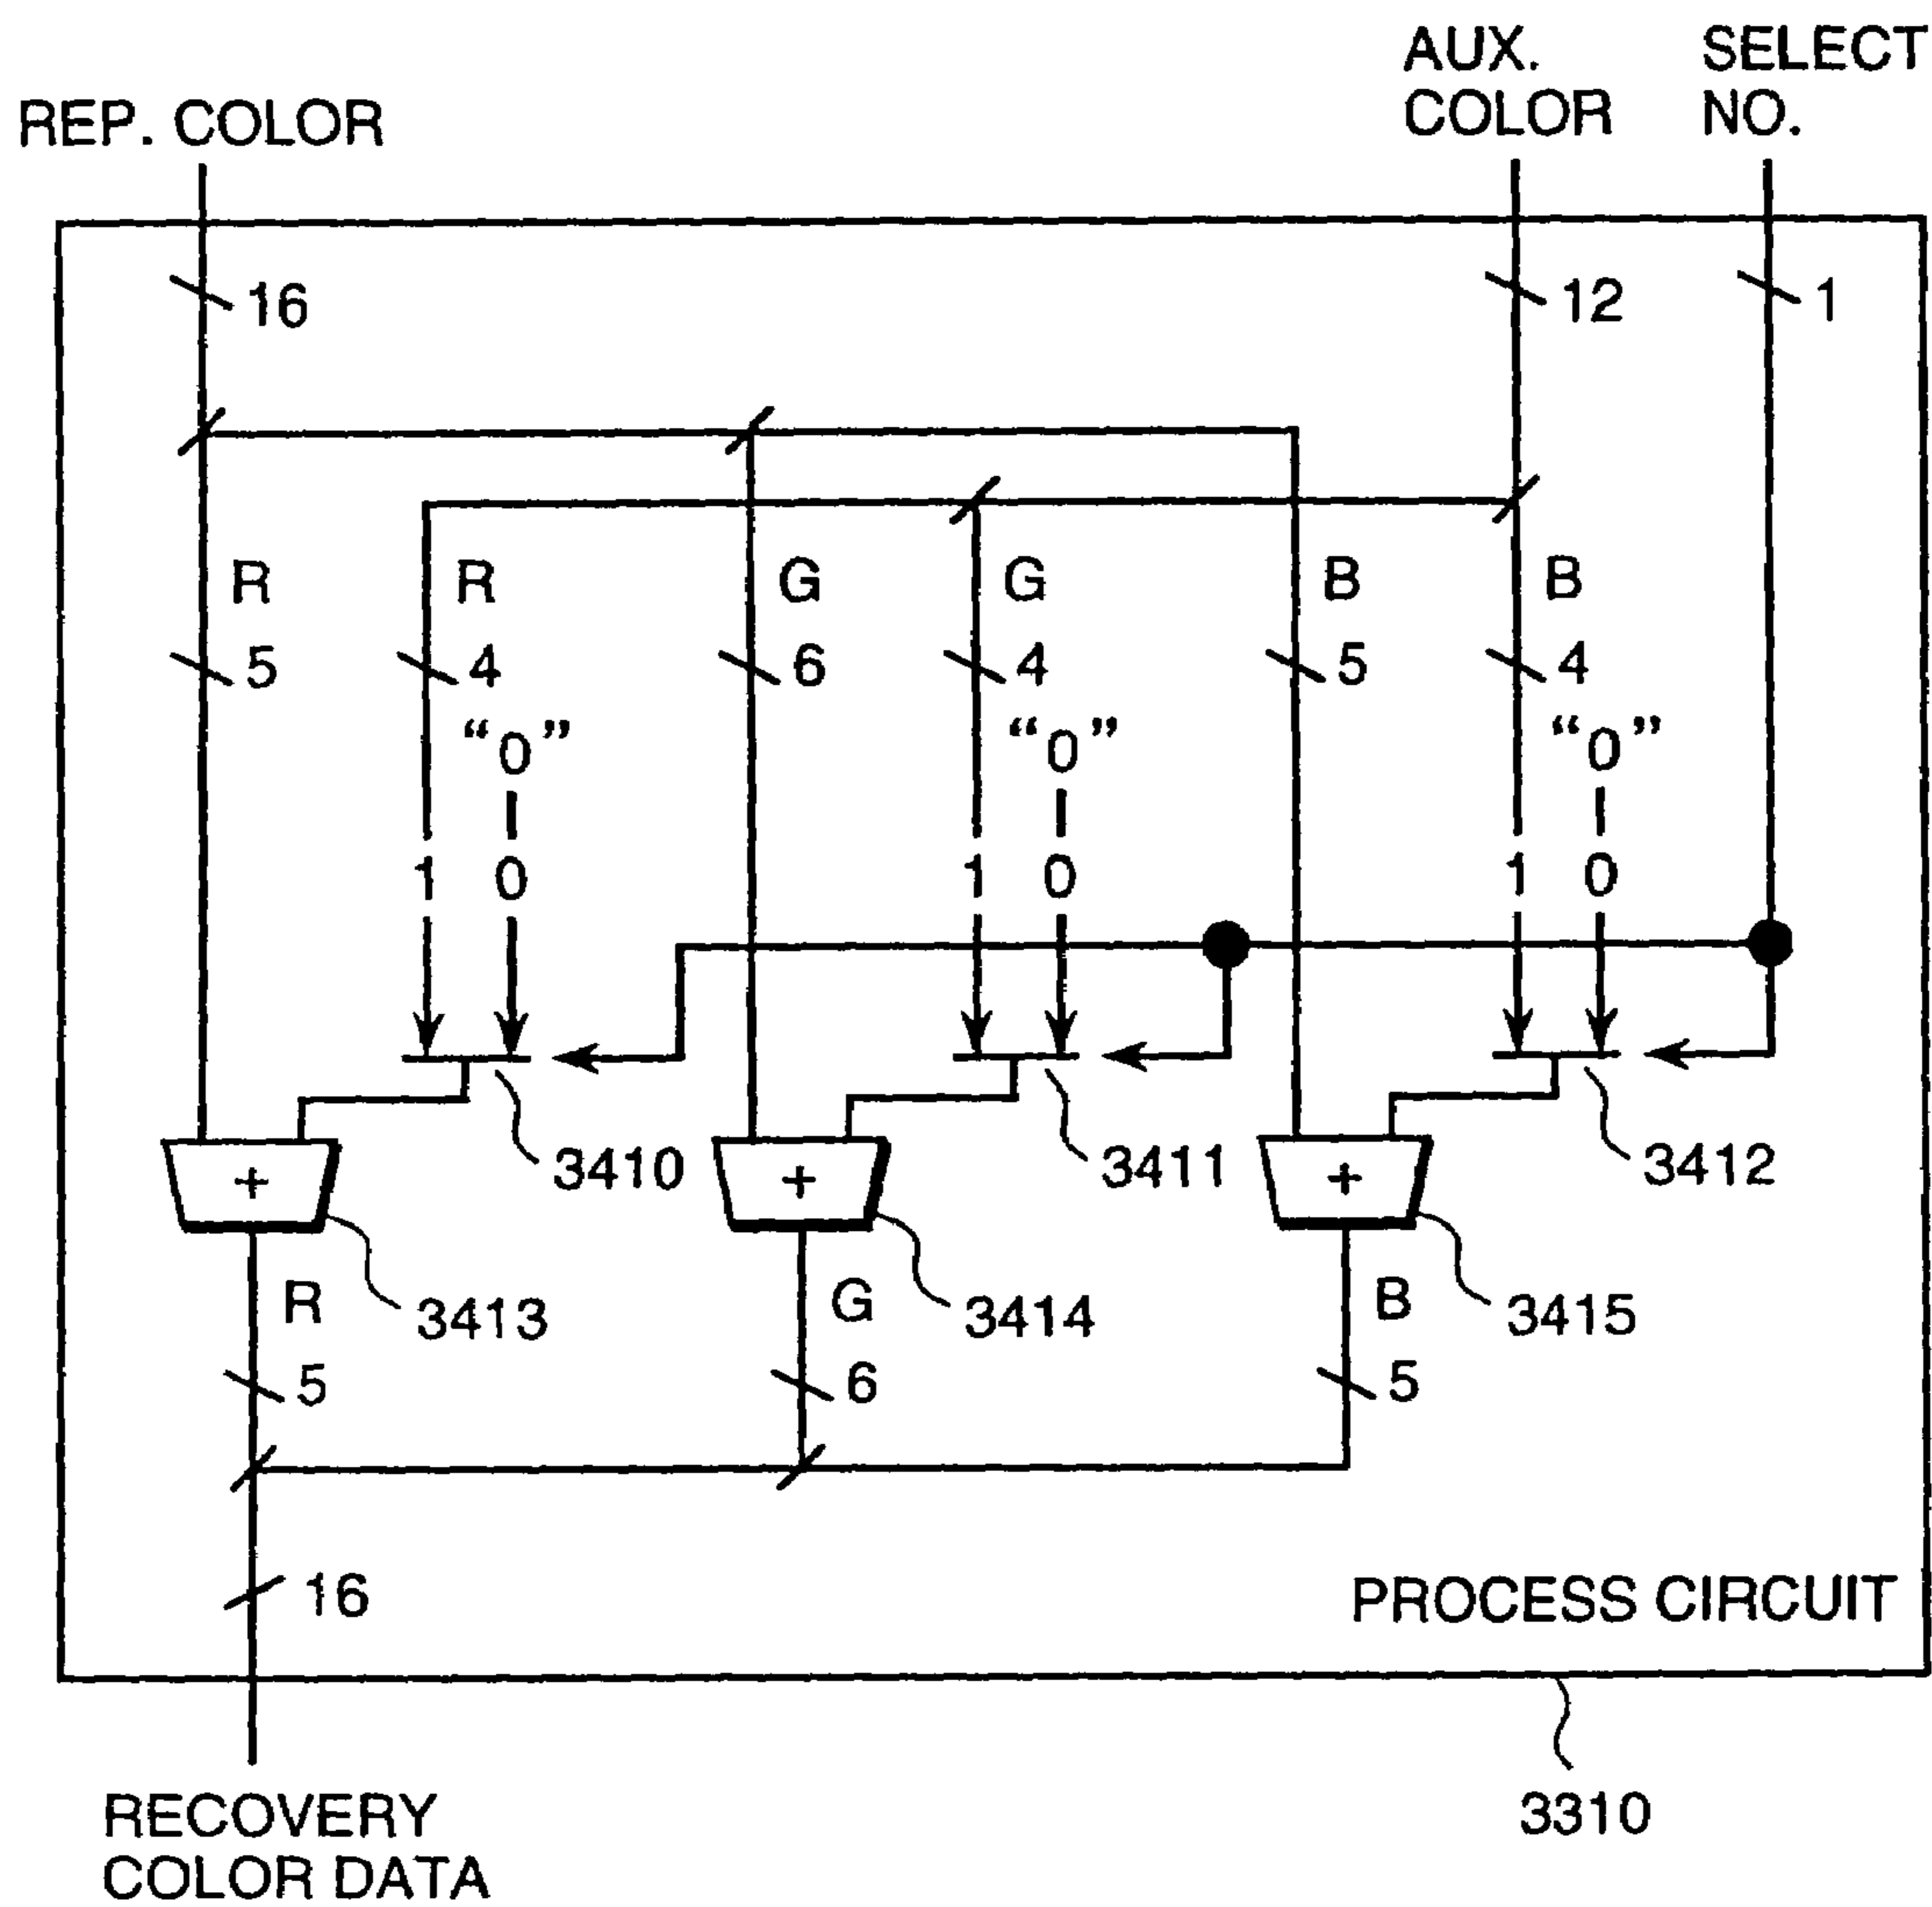 REP. COLOR
AUX.
COLOR
SELECT
NO.
16
12
1
R
R
G
G
B
B
5
4
6
4
5
4
“0”
“0”
“0”
1
0
1
0
1
0
3410
3411
3412
+
+
+
R
G
B
3413
3414
3415
5
6
5
16
PROCESS CIRCUIT
RECOVERY
COLOR DATA
3310